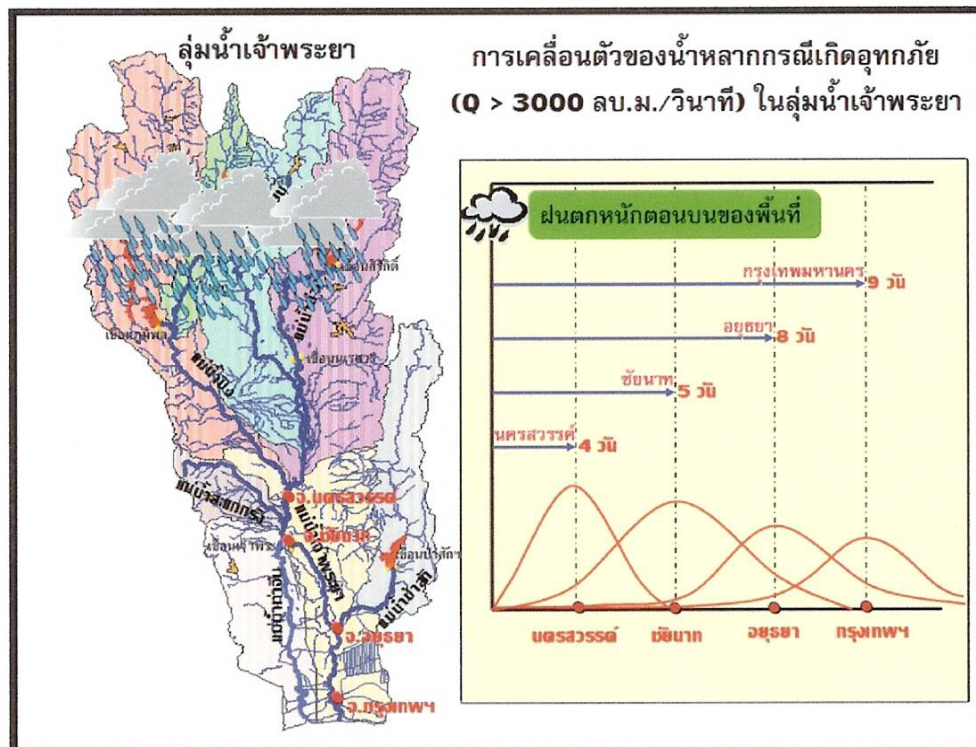 ลุ่มน้ำเจ้าพระยา
การเคลื่อนตัวของน้ำหลากกรณีเกิดอุทกภัย
(Q > 3000 ลบ.ม./วินาที) ในลุ่มน้ำเจ้าพระยา
ฝนตกหนักตอนบนของพื้นที่
กรุงเทพมหานคร
9 วัน
อยุธยา
8 วัน
ชัยนาท
5 วัน
นครสวรรค์
4 วัน
นครสวรรค์
ชัยนาท
อยุธยา
กรุงเทพฯ
เขื่อนสิริกิติ์
เขื่อนภูมิพล
แม่น้ำปิง
เขื่อนนเรศวร
แม่น้ำสะแกกรัง
จ.นครสวรรค์
จ.ชัยนาท
แม่น้ำเจ้าพระยา
เขื่อนป่าสักฯ
แม่น้ำป่าสัก
แม่น้ำท่าจีน
จ.อยุธยา
จ.กรุงเทพฯ